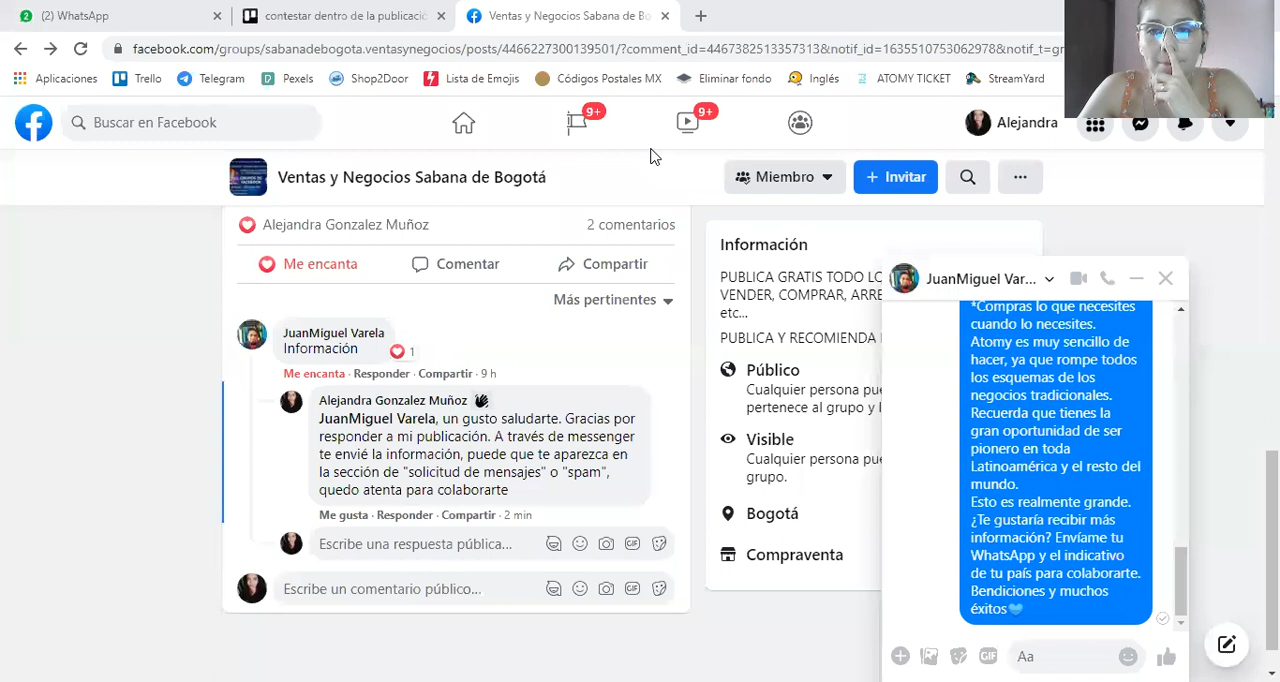 (2) WhatsApp
contestar dentro de la publicació
Ventas y Negocios Sabana de Bo
facebook.com/groups/sabanadebogota.ventasynegocios/posts/4466227300139501/?comment_id=4467382513357313&notif_id=1635510753062978&notif_t=gr
Aplicaciones
Trello
Telegram
Pexels
Shop2Door
Lista de Emojis
Códigos Postales MX
Eliminar fondo
Inglés
ATOMY TICKET
StreamYard
Buscar en Facebook
9+
9+
Alejandra
Ventas y Negocios Sabana de Bogotá
Miembro
+ Invitar
Alejandra Gonzalez Muñoz
2 comentarios
Me encanta
Comentar
Compartir
Más pertinentes
JuanMiguel Varela
Información
1
Me encanta · Responder · Compartir · 9 h
Alejandra Gonzalez Muñoz
JuanMiguel Varela, un gusto saludarte. Gracias por
responder a mi publicación. A través de messenger
te dejé la información, puede que te aparezca en
la sección de "solicitud de mensajes" o "spam",
quedo atenta para colaborarte
Me gusta · Responder · Compartir · 2 min
Escribe una respuesta pública...
GIF
Escribe un comentario público...
GIF
Información
PUBLICA GRATIS TODO LO
VENDER, COMPRAR, ARRE
etc...
PUBLICA Y RECOMIENDA
Público
Cualquier persona pue
pertenece al grupo y l
Visible
Cualquier persona pue
grupo.
Bogotá
Compraventa
JuanMiguel Var...
*Compras lo que necesites
cuando lo necesites.
Atomy es muy sencillo de
hacer, ya que rompe todos
los esquemas de los
negocios tradicionales.
Recuerda que tienes la
gran oportunidad de ser
pionero en toda
Latinoamérica y el resto del
mundo.
Esto es realmente grande.
¿Te gustaría recibir más
información? Envíame tu
WhatsApp y el indicativo
de tu país para colaborarte.
Bendiciones y muchos
éxitos
GIF
Aa